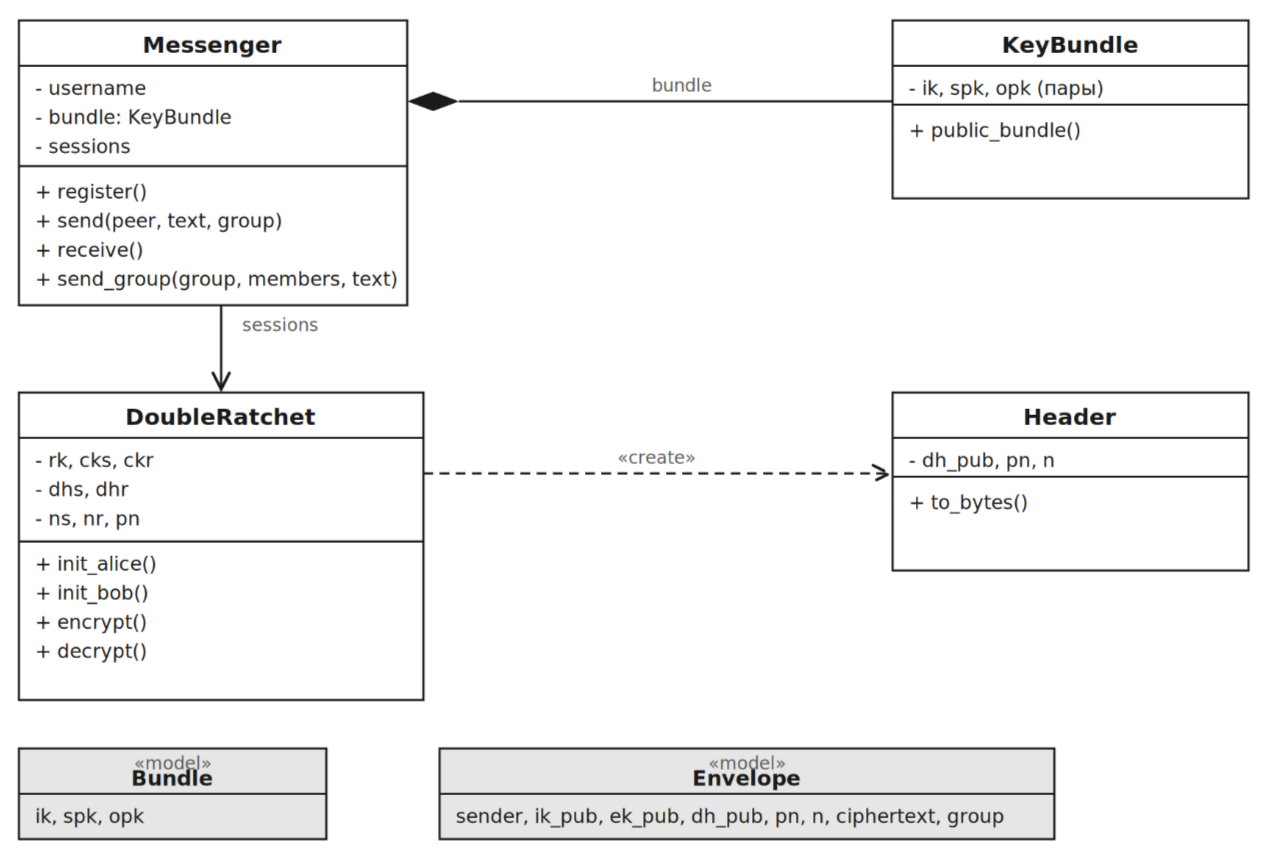 Messenger
- username
- bundle: KeyBundle
- sessions
+ register()
+ send(peer, text, group)
+ receive()
+ send_group(group, members, text)
bundle
KeyBundle
- ik, spk, opk (пары)
+ public_bundle()
sessions
DoubleRatchet
- rk, cks, ckr
- dhs, dhr
- ns, nr, pn
+ init_alice()
+ init_bob()
+ encrypt()
+ decrypt()
«create»
Header
- dh_pub, pn, n
+ to_bytes()
«model»
Bundle
ik, spk, opk
«model»
Envelope
sender, ik_pub, ek_pub, dh_pub, pn, n, ciphertext, group